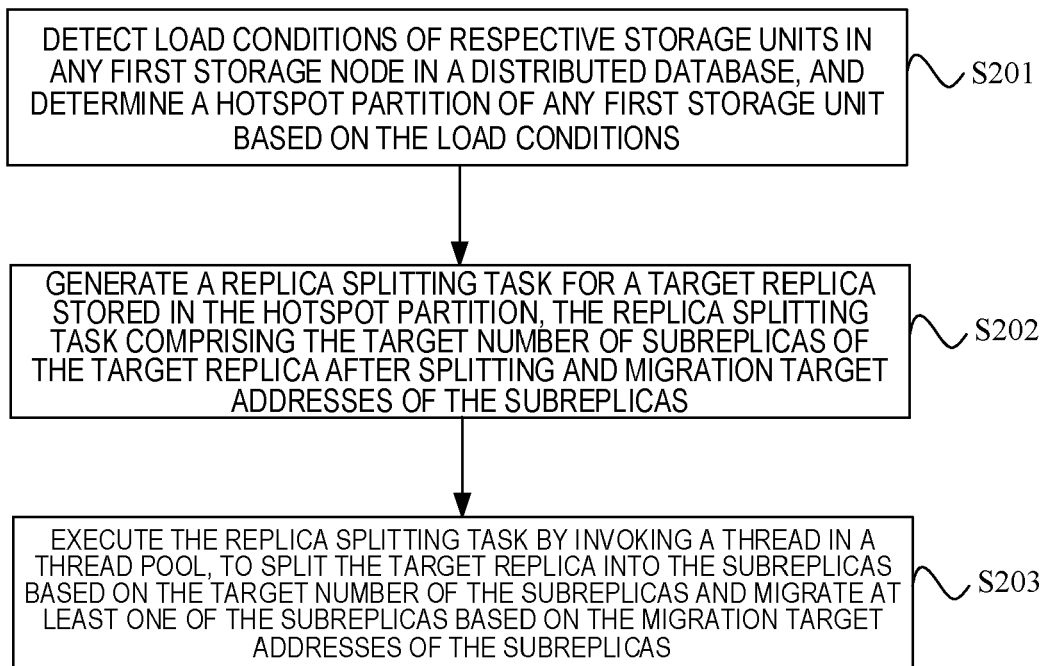 DETECT LOAD CONDITIONS OF RESPECTIVE STORAGE UNITS IN
ANY FIRST STORAGE NODE IN A DISTRIBUTED DATABASE, AND
DETERMINE A HOTSPOT PARTITION OF ANY FIRST STORAGE UNIT
BASED ON THE LOAD CONDITIONS
S201
GENERATE A REPLICA SPLITTING TASK FOR A TARGET REPLICA
STORED IN THE HOTSPOT PARTITION, THE REPLICA SPLITTING
TASK COMPRISING THE TARGET NUMBER OF SUBREPLICAS OF
THE TARGET REPLICA AFTER SPLITTING AND MIGRATION TARGET
ADDRESSES OF THE SUBREPLICAS
S202
EXECUTE THE REPLICA SPLITTING TASK BY INVOKING A THREAD IN A
THREAD POOL, TO SPLIT THE TARGET REPLICA INTO THE SUBREPLICAS
BASED ON THE TARGET NUMBER OF THE SUBREPLICAS AND MIGRATE AT
LEAST ONE OF THE SUBREPLICAS BASED ON THE MIGRATION TARGET
ADDRESSES OF THE SUBREPLICAS
S203